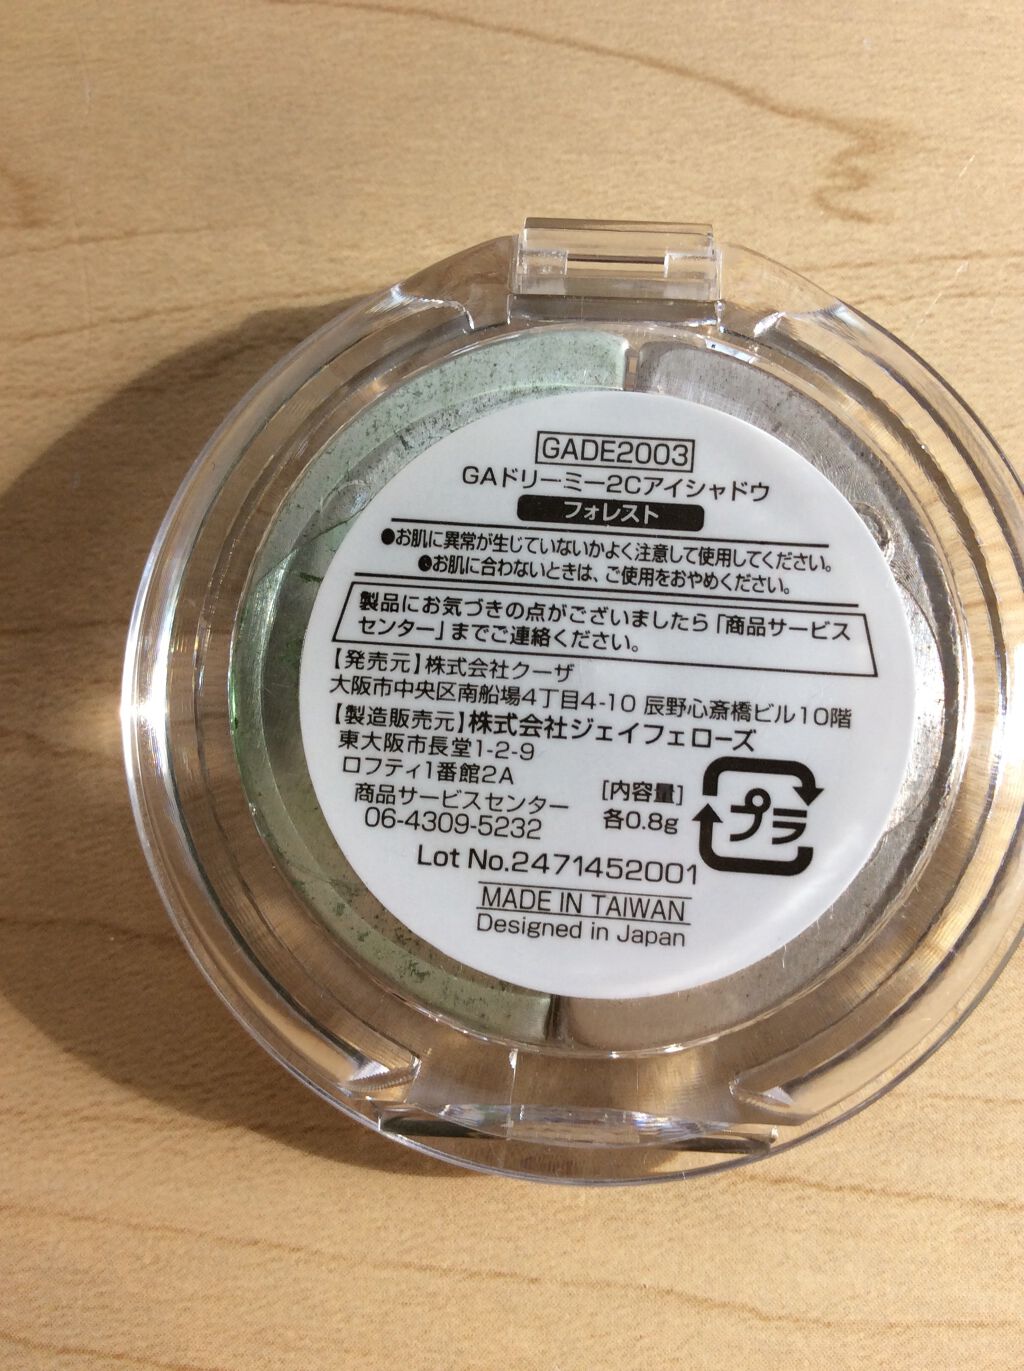 GADE2003
GAドリーミー2Cアイシャドウ
フォレスト
●お肌に異常が生じていないかよく注意して使用してください。
●お肌に合わないときは、ご使用をおやめください。
製品にお気づきの点がございましたら「商品サービス
センター」までご連絡ください。
【発売元】株式会社クーザ
大阪市中央区南船場4丁目4-10 辰野心斎橋ビル10階
【製造販売元】株式会社ジェイフェローズ
東大阪市長堂1-2-9
ロフティ1番館2A
商品サービスセンター
06-4309-5232
[内容量]
各0.8g
プラ
Lot No.2471452001
MADE IN TAIWAN
Designed in Japan